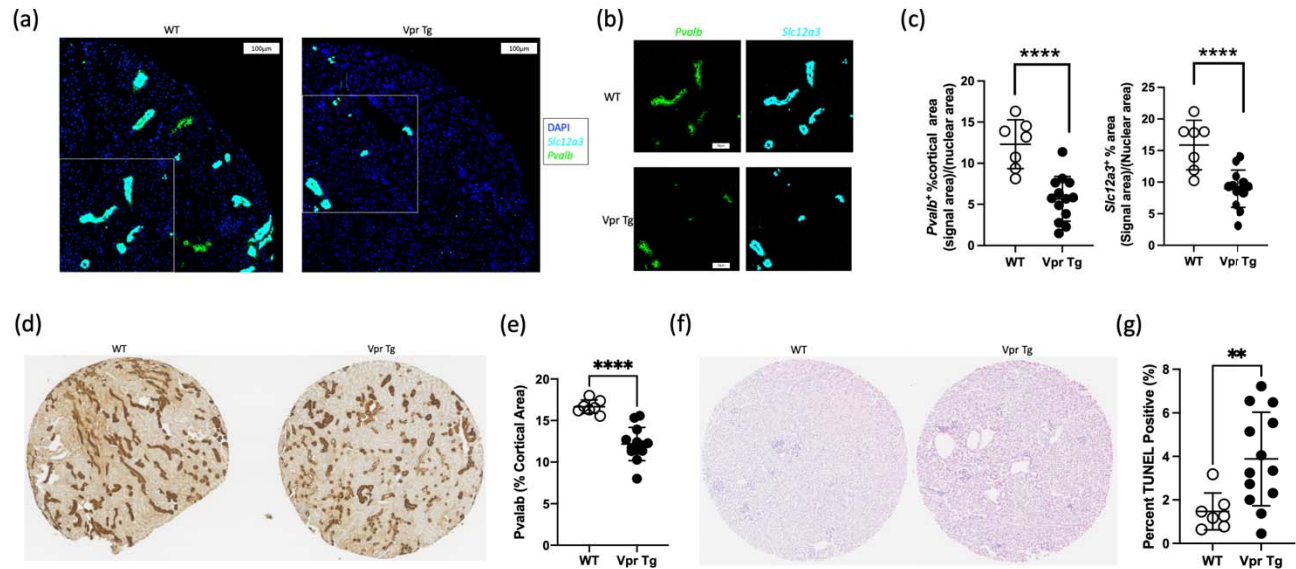 (a)
WT
Vpr Tg
100µm
100µm
DAPI
Slc12a3
Pvalb
(b)
Pvalb
Slc12a3
WT
Vpr Tg
(c)
****
Pvalb+ %cortical area
(signal area)/(nuclear area)
20
15
10
5
0
WT
Vpr Tg
****
Slc12a3+ % area
(Signal area)/(Nuclear area)
25
20
15
10
5
0
WT
Vpr Tg
(d)
WT
Vpr Tg
(e)
****
Pvalab (% Cortical Area)
20
15
10
5
0
WT
Vpr Tg
(f)
WT
Vpr Tg
(g)
**
Percent TUNEL Positive (%)
8
6
4
2
0
WT
Vpr Tg